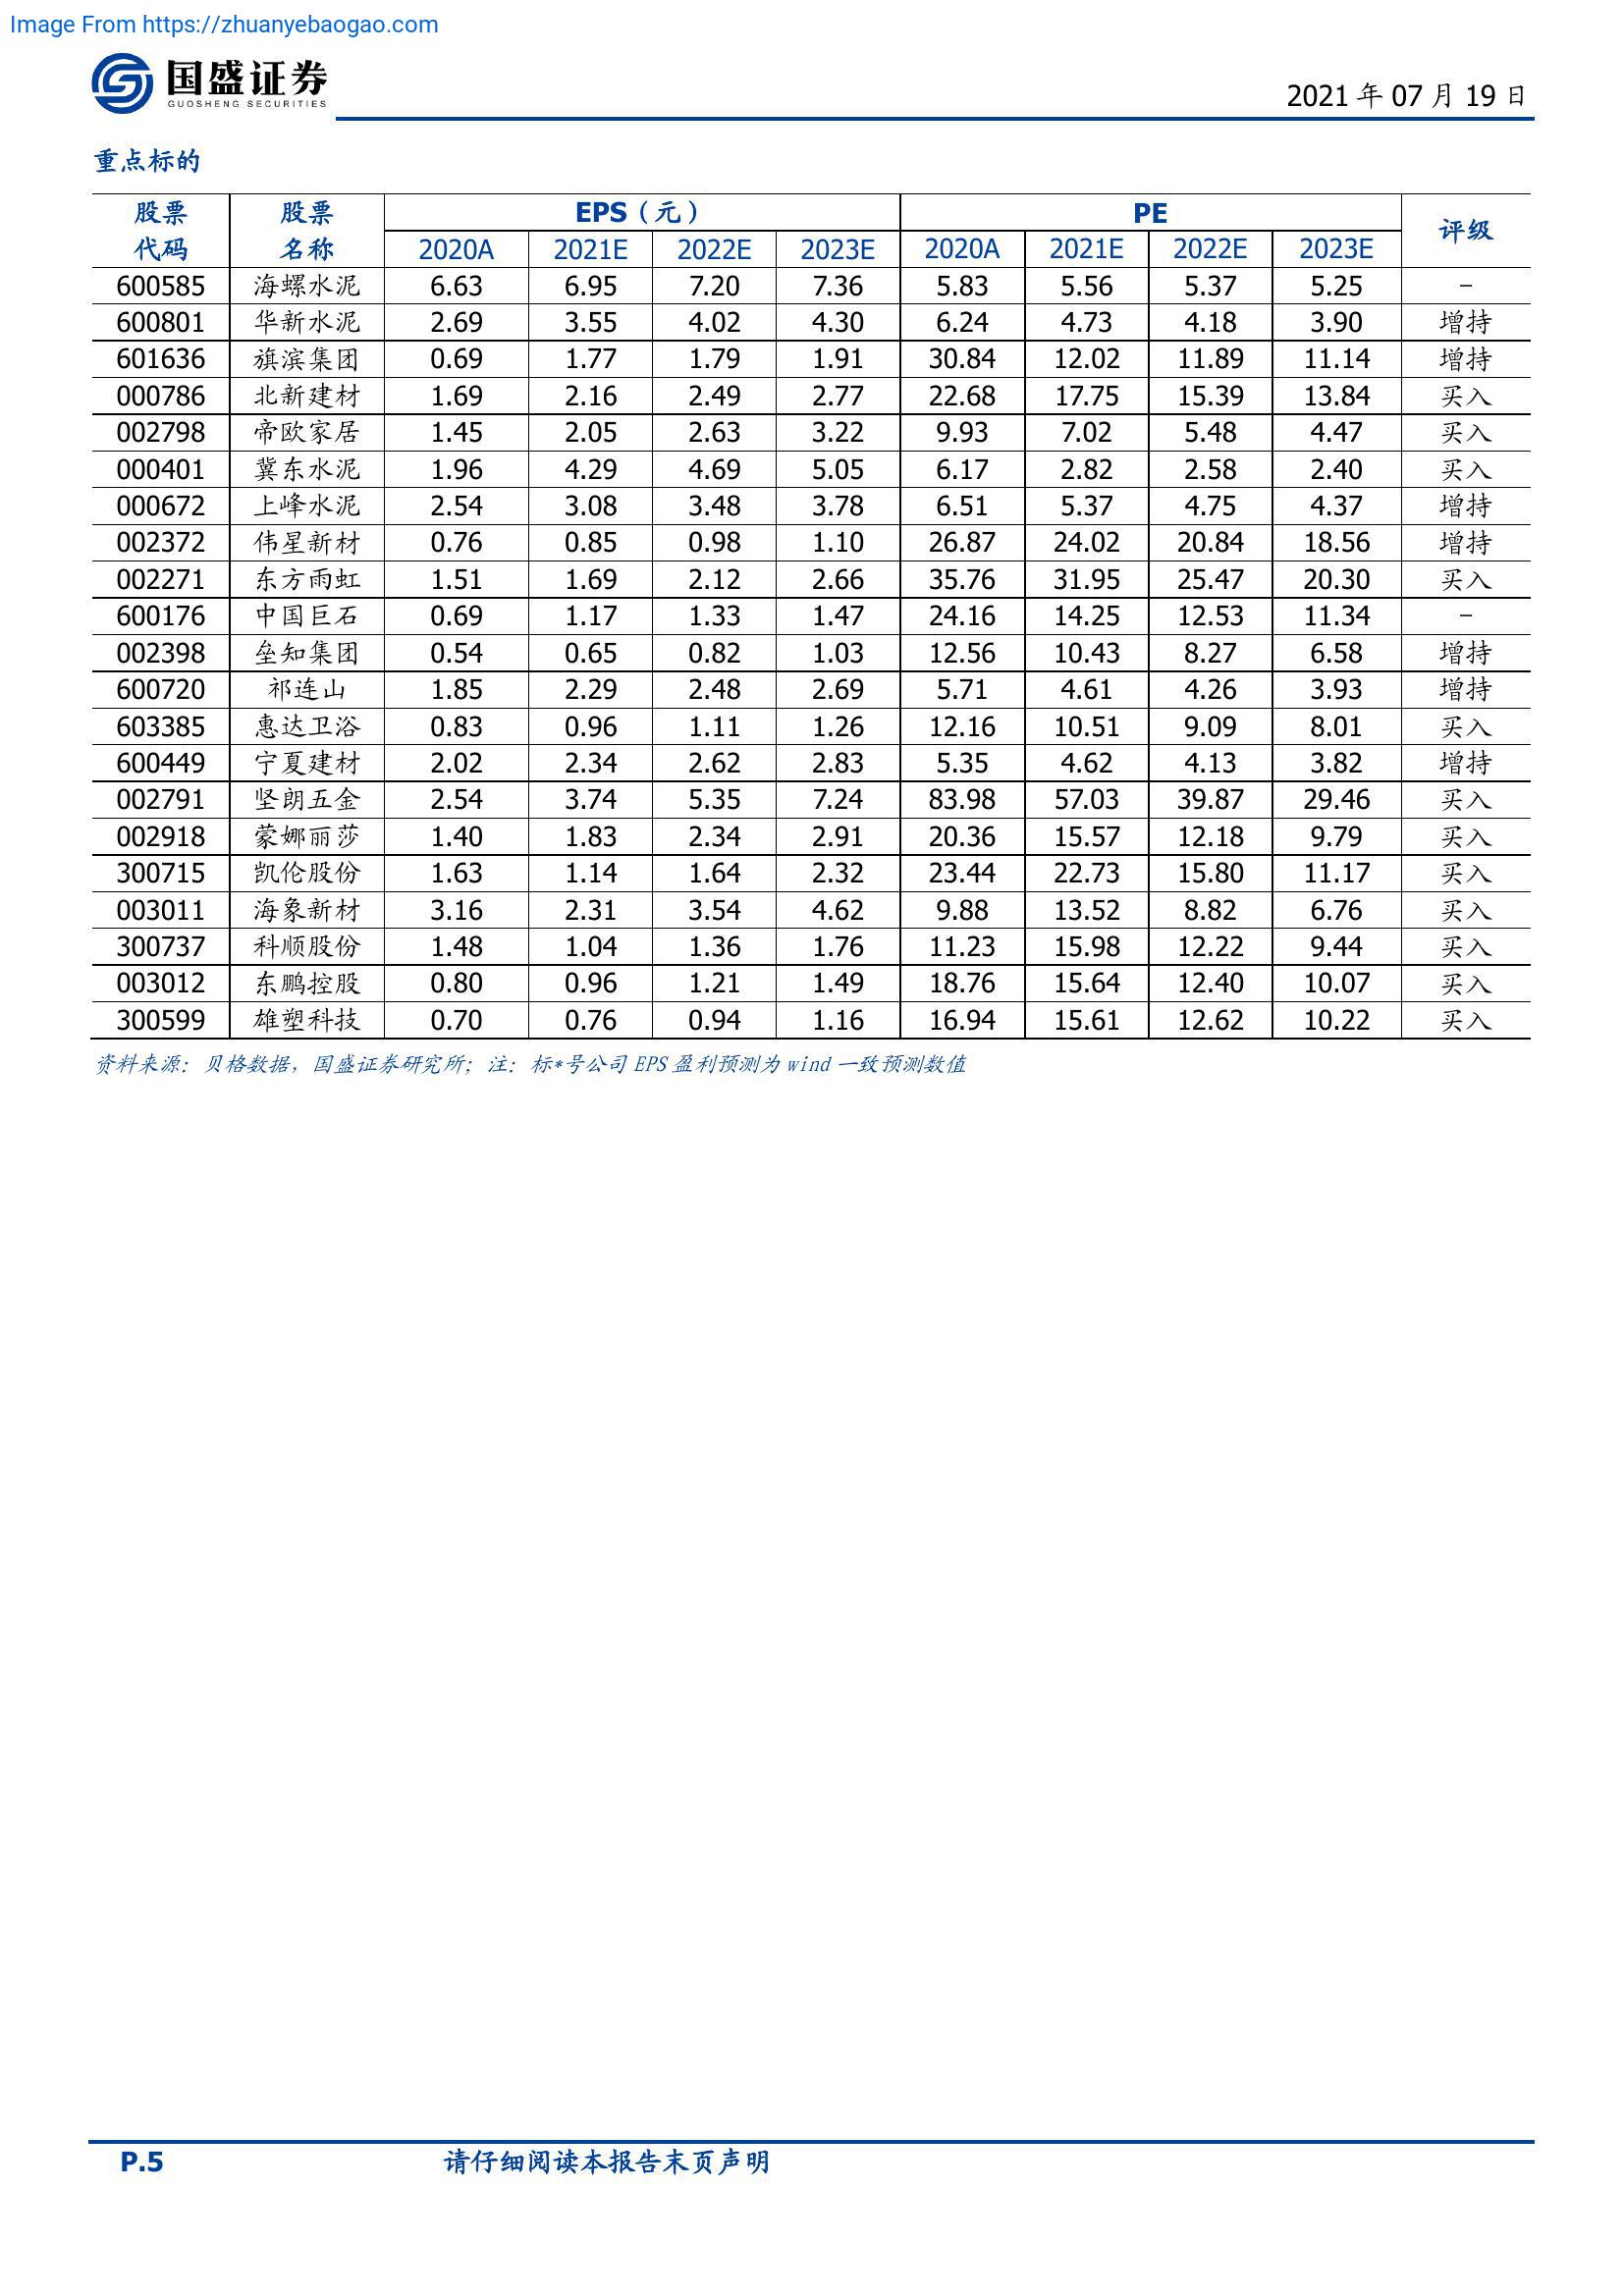 Image From https://zhuanyebaogao.com
国盛证券
GUOSHENG SECURITIES
2021 年 07 月 19 日
重点标的
股票代码 股票名称 EPS（元） PE 评级
2020A 2021E 2022E 2023E 2020A 2021E 2022E 2023E
600585 海螺水泥 6.63 6.95 7.20 7.36 5.83 5.56 5.37 5.25 -
600801 华新水泥 2.69 3.55 4.02 4.30 6.24 4.73 4.18 3.90 增持
601636 旗滨集团 0.69 1.77 1.79 1.91 30.84 12.02 11.89 11.14 增持
000786 北新建材 1.69 2.16 2.49 2.77 22.68 17.75 15.39 13.84 买入
002798 帝欧家居 1.45 2.05 2.63 3.22 9.93 7.02 5.48 4.47 买入
000401 冀东水泥 1.96 4.29 4.69 5.05 6.17 2.82 2.58 2.40 买入
000672 上峰水泥 2.54 3.08 3.48 3.78 6.51 5.37 4.75 4.37 增持
002372 伟星新材 0.76 0.85 0.98 1.10 26.87 24.02 20.84 18.56 增持
002271 东方雨虹 1.51 1.69 2.12 2.66 35.76 31.95 25.47 20.30 买入
600176 中国巨石 0.69 1.17 1.33 1.47 24.16 14.25 12.53 11.34 -
002398 垒知集团 0.54 0.65 0.82 1.03 12.56 10.43 8.27 6.58 增持
600720 祁连山 1.85 2.29 2.48 2.69 5.71 4.61 4.26 3.93 增持
603385 惠达卫浴 0.83 0.96 1.11 1.26 12.16 10.51 9.09 8.01 买入
600449 宁夏建材 2.02 2.34 2.62 2.83 5.35 4.62 4.13 3.82 增持
002791 坚朗五金 2.54 3.74 5.35 7.24 83.98 57.03 39.87 29.46 买入
002918 蒙娜丽莎 1.40 1.83 2.34 2.91 20.36 15.57 12.18 9.79 买入
300715 凯伦股份 1.63 1.14 1.64 2.32 23.44 22.73 15.80 11.17 买入
003011 海象新材 3.16 2.31 3.54 4.62 9.88 13.52 8.82 6.76 买入
300737 科顺股份 1.48 1.04 1.36 1.76 11.23 15.98 12.22 9.44 买入
003012 东鹏控股 0.80 0.96 1.21 1.49 18.76 15.64 12.40 10.07 买入
300599 雄塑科技 0.70 0.76 0.94 1.16 16.94 15.61 12.62 10.22 买入
资料来源：贝格数据，国盛证券研究所；注：标*号公司 EPS 盈利预测为 wind 一致预测数值
P.5 请仔细阅读本报告末页声明